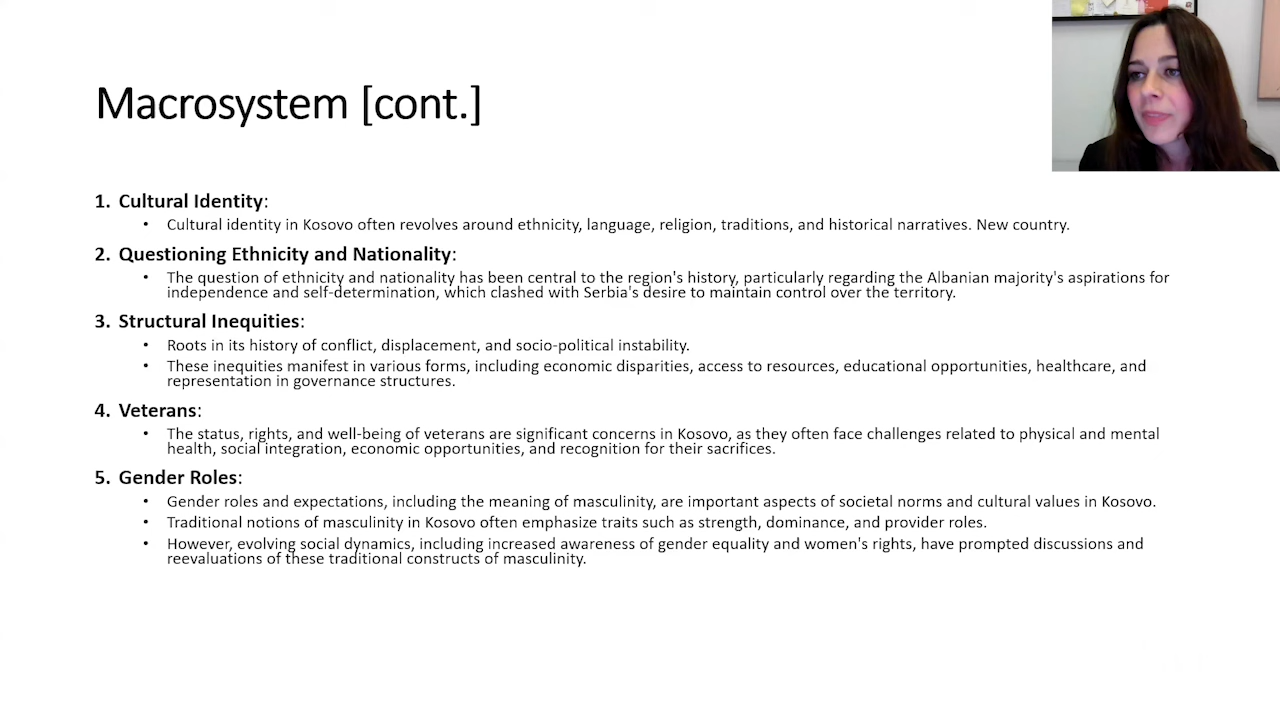 Macrosystem [cont.]
1. Cultural Identity:
• Cultural identity in Kosovo often revolves around ethnicity, language, religion, traditions, and historical narratives. New country.
2. Questioning Ethnicity and Nationality:
• The question of ethnicity and nationality has been central to the region's history, particularly regarding the Albanian majority's aspirations for
independence and self-determination, which clashed with Serbia's desire to maintain control over the territory.
3. Structural Inequities:
• Roots in its history of conflict, displacement, and socio-political instability.
• These inequities manifest in various forms, including economic disparities, access to resources, educational opportunities, healthcare, and
representation in governance structures.
4. Veterans:
• The status, rights, and well-being of veterans are significant concerns in Kosovo, as they often face challenges related to physical and mental
health, social integration, economic opportunities, and recognition for their sacrifices.
5. Gender Roles:
• Gender roles and expectations, including the meaning of masculinity, are important aspects of societal norms and cultural values in Kosovo.
• Traditional notions of masculinity in Kosovo often emphasize traits such as strength, dominance, and provider roles.
• However, evolving social dynamics, including increased awareness of gender equality and women's rights, have prompted discussions and
reevaluations of these traditional constructs of masculinity.